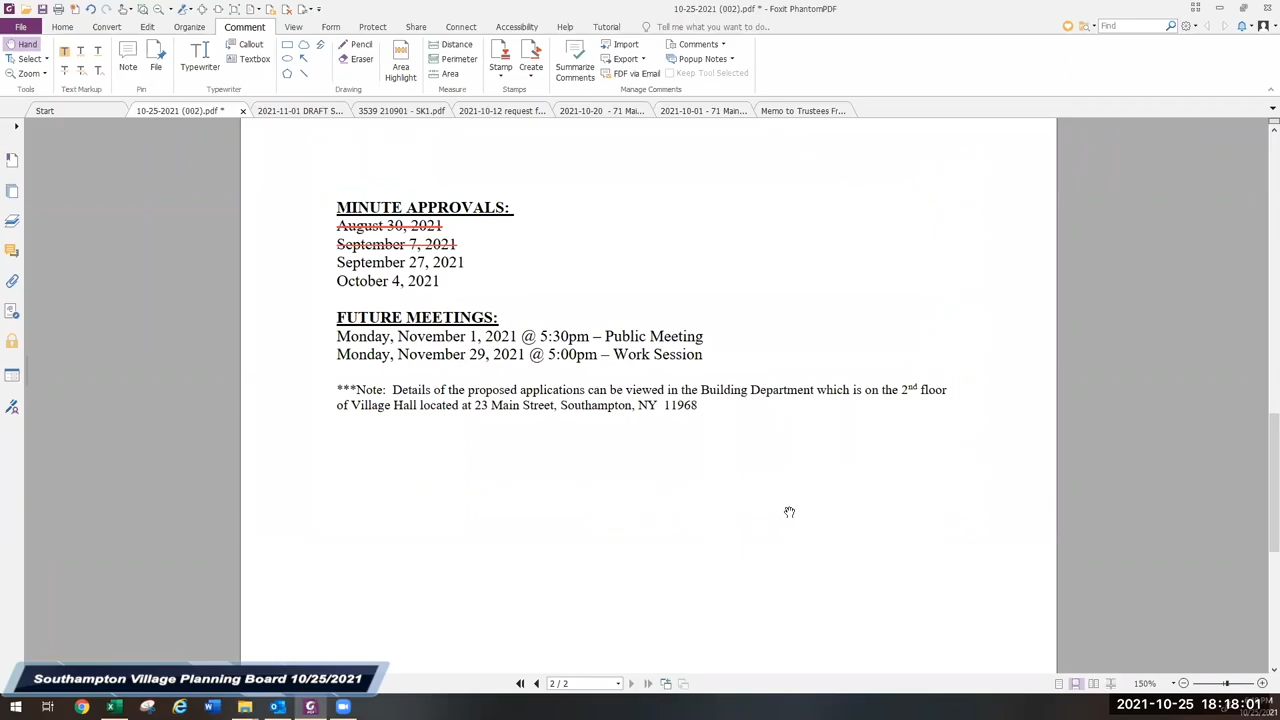 10-25-2021 (002).pdf * - Foxit PhantomPDF
File Home Convert Edit Organize Comment View Form Protect Share Connect Accessibility Help Tutorial Tell me what you want to do... Find
Hand
Select
Zoom
Tools
Text Markup
Note
File
Pin
Typewriter
Callout
Textbox
Typewriter
Pencil
Eraser
Drawing
Area Highlight
Distance
Perimeter
Area
Measure
Stamp
Create
Stamps
Summarize Comments
Import
Export
FDF via Email
Comments
Popup Notes
Keep Tool Selected
Manage Comments
Start 10-25-2021 (002).pdf * 2021-11-01 DRAFT S... 3539 210901 - SK1.pdf 2021-10-12 request f... 2021-10-20 - 71 Mai... 2021-10-01 - 71 Main... Memo to Trustees Fr...
MINUTE APPROVALS:
August 30, 2021
September 7, 2021
September 27, 2021
October 4, 2021
FUTURE MEETINGS:
Monday, November 1, 2021 @ 5:30pm – Public Meeting
Monday, November 29, 2021 @ 5:00pm – Work Session
***Note: Details of the proposed applications can be viewed in the Building Department which is on the 2nd floor
of Village Hall located at 23 Main Street, Southampton, NY 11968
Southampton Village Planning Board 10/25/2021
2 / 2
150%
2021-10-25 18:18:01